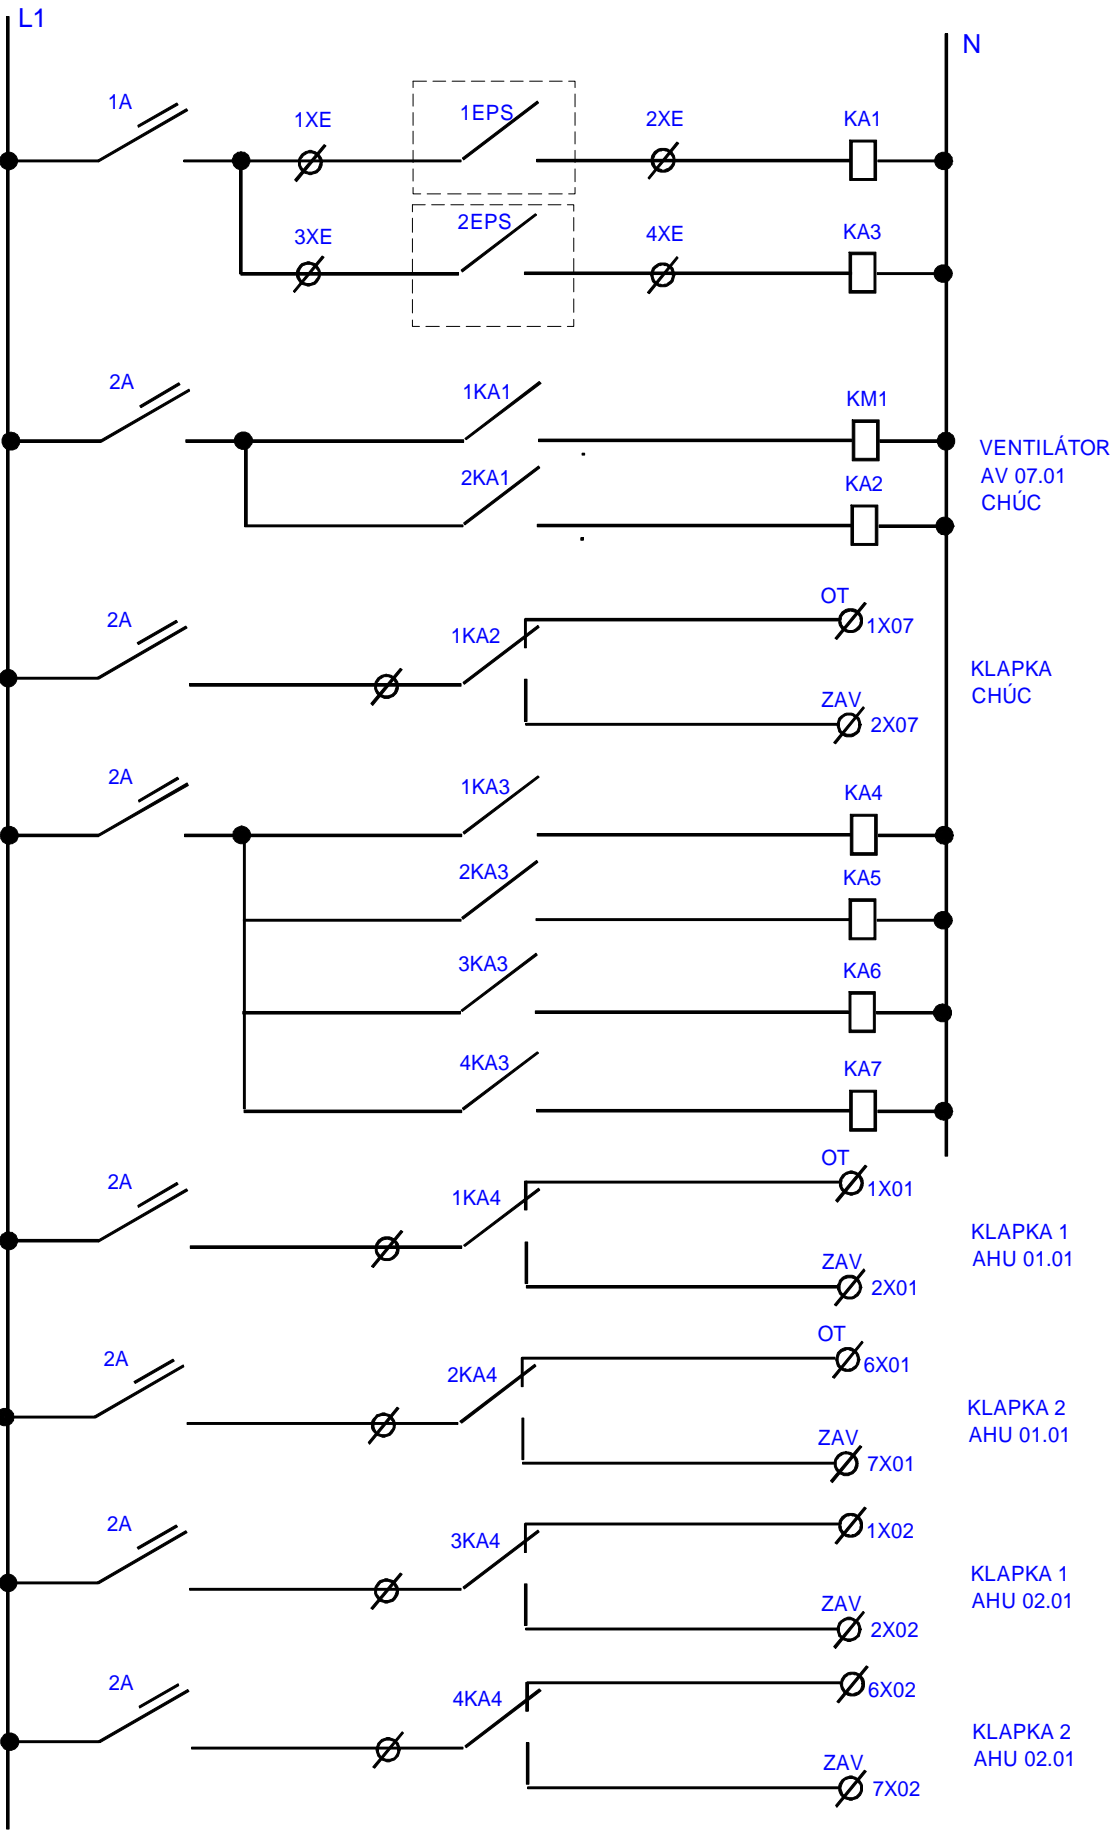 L1
N
1A
1XE
1EPS
2XE
KA1
3XE
2EPS
4XE
KA3
2A
1KA1
KM1
VENTILÁTOR
AV 07.01
CHÚC
2KA1
KA2
2A
1KA2
OT
1X07
KLAPKA
CHÚC
ZAV
2X07
2A
1KA3
KA4
2KA3
KA5
3KA3
KA6
4KA3
KA7
2A
1KA4
OT
1X01
KLAPKA 1
AHU 01.01
ZAV
2X01
2A
2KA4
OT
6X01
KLAPKA 2
AHU 01.01
ZAV
7X01
2A
3KA4
1X02
KLAPKA 1
AHU 02.01
ZAV
2X02
2A
4KA4
6X02
KLAPKA 2
AHU 02.01
ZAV
7X02